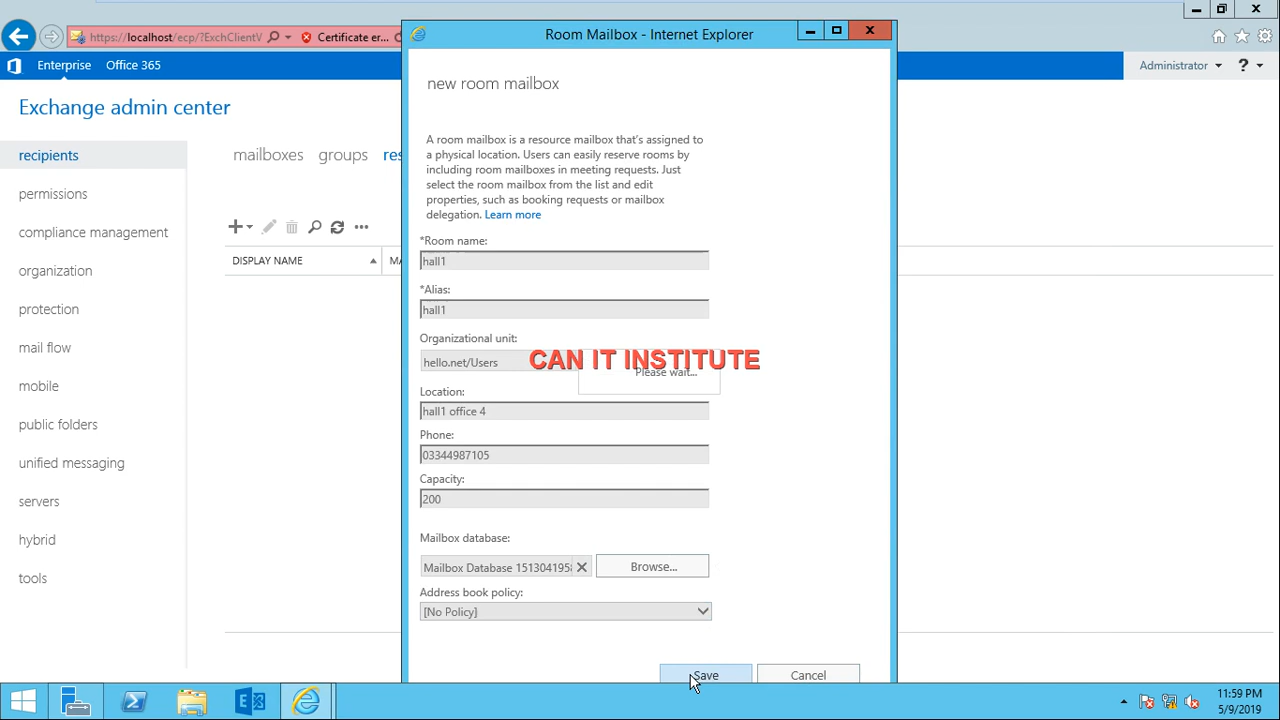 Room Mailbox - Internet Explorer
https://localhost/ecp/?ExchClientV
Certificate er...
Enterprise
Office 365
Administrator
?
Exchange admin center
new room mailbox
recipients
permissions
compliance management
organization
protection
mail flow
mobile
public folders
unified messaging
servers
hybrid
tools
mailboxes
groups
DISPLAY NAME
A room mailbox is a resource mailbox that's assigned to
a physical location. Users can easily reserve rooms by
including room mailboxes in meeting requests. Just
select the room mailbox from the list and edit
properties, such as booking requests or mailbox
delegation. Learn more
*Room name:
hall1
*Alias:
hall1
Organizational unit:
hello.net/Users
CAN IT INSTITUTE
Please wait...
Location:
hall1 office 4
Phone:
03344987105
Capacity:
200
Mailbox database:
Mailbox Database 151304195
Browse...
Address book policy:
[No Policy]
Save
Cancel
11:59 PM
5/9/2019